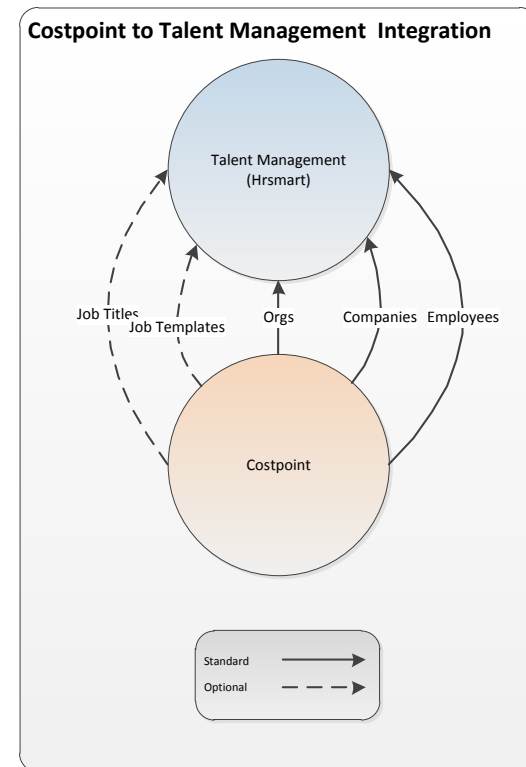 Costpoint to Talent Management Integration
Talent Management
(Hrsmart)
Job Titles
Job Templates
Orgs
Companies
Employees
Costpoint
Standard
Optional